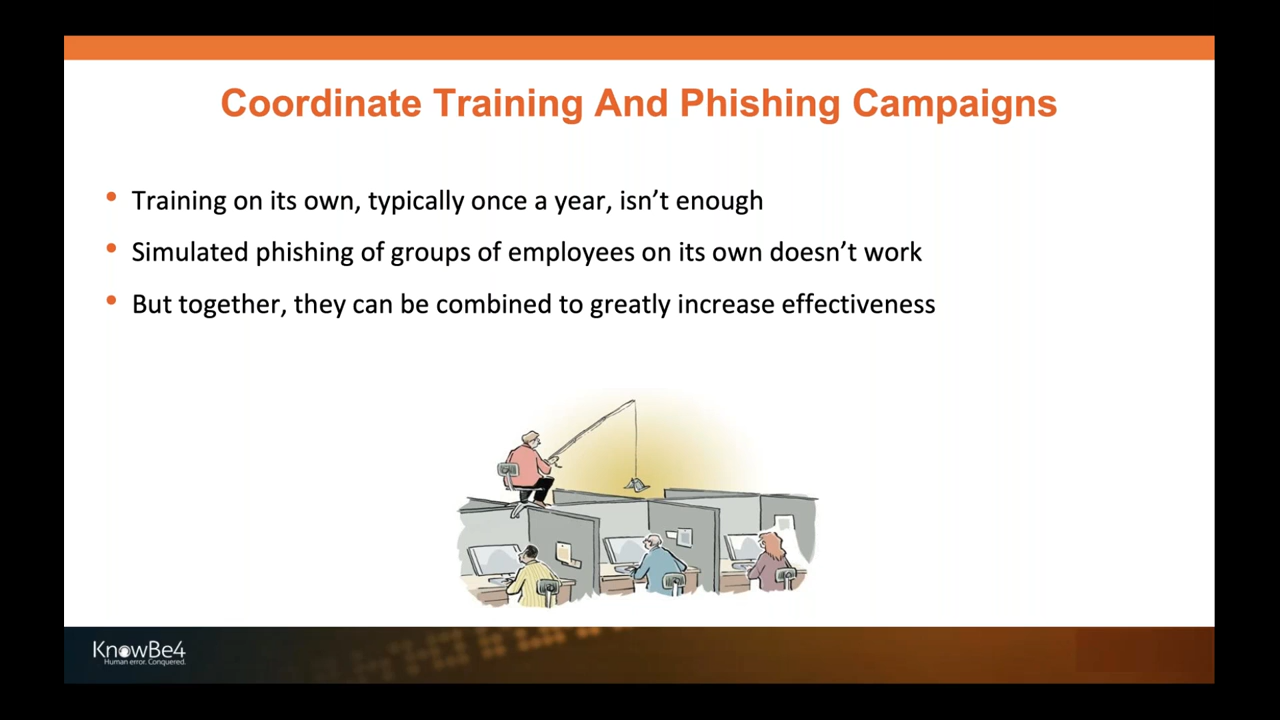 Coordinate Training And Phishing Campaigns
• Training on its own, typically once a year, isn’t enough
• Simulated phishing of groups of employees on its own doesn’t work
• But together, they can be combined to greatly increase effectiveness
KnowBe4
Human error. Conquered.